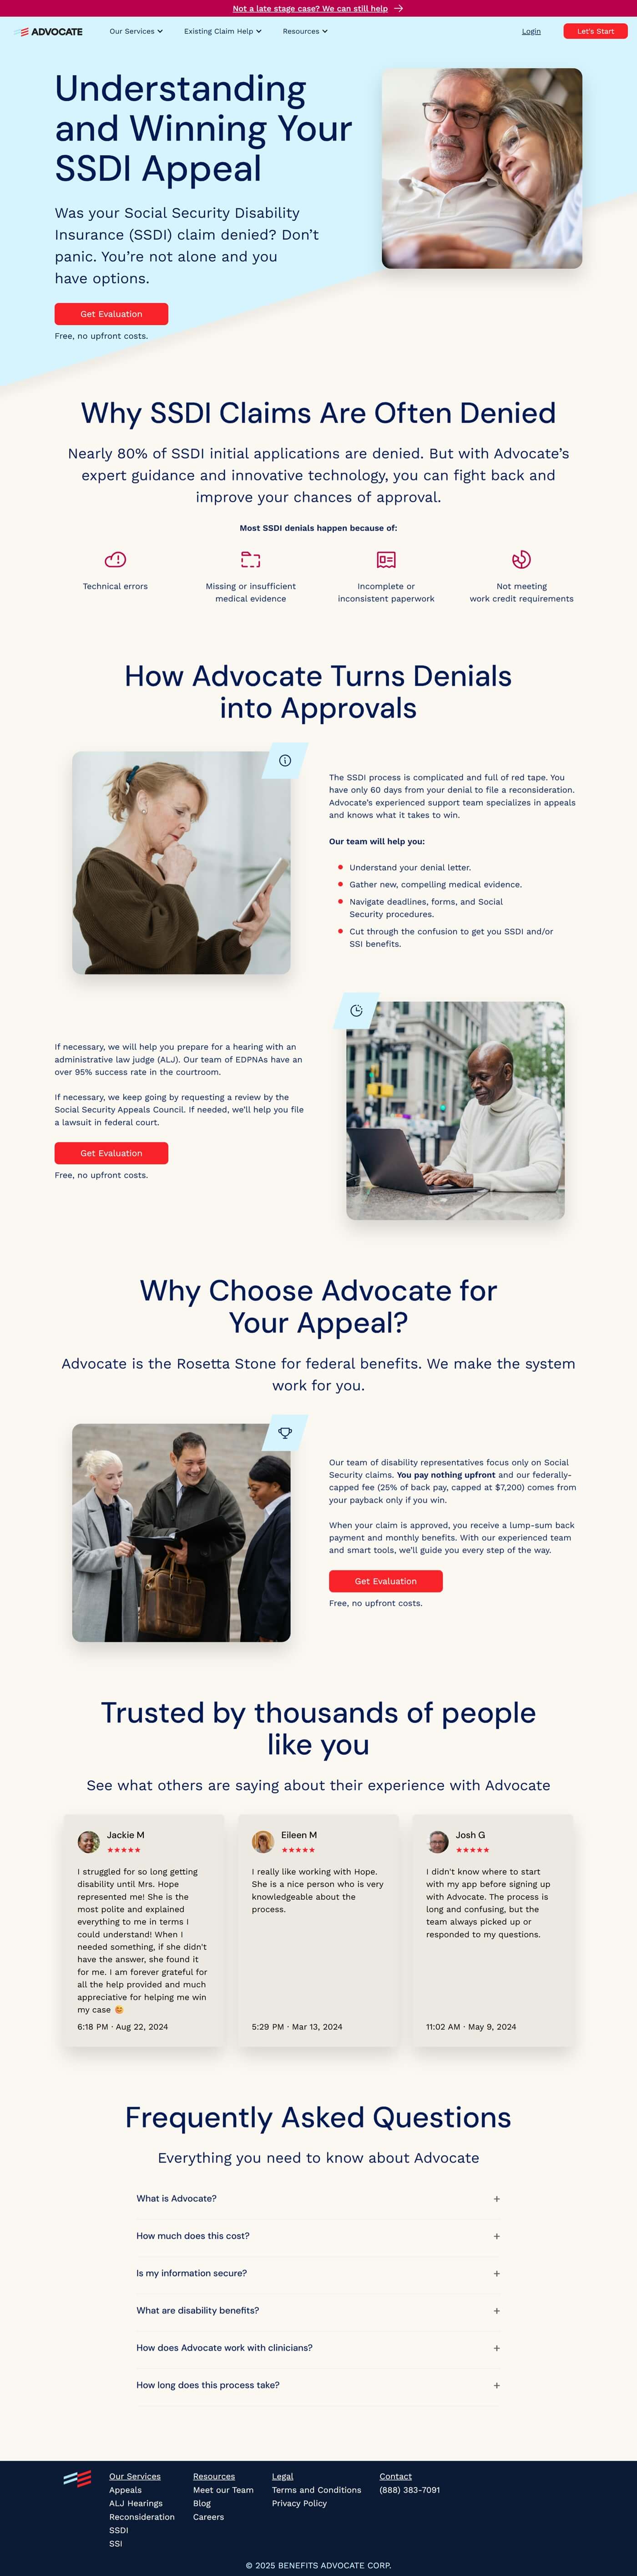 Not a late stage case? We can still help
ADVOCATE
Our Services
Existing Claim Help
Resources
Login
Let's Start
Understanding
and Winning Your
SSDI Appeal
Was your Social Security Disability
Insurance (SSDI) claim denied? Don’t
panic. You’re not alone and you
have options.
Get Evaluation
Free, no upfront costs.
Why SSDI Claims Are Often Denied
Nearly 80% of SSDI initial applications are denied. But with Advocate’s
expert guidance and innovative technology, you can fight back and
improve your chances of approval.
Most SSDI denials happen because of:
Technical errors
Missing or insufficient
medical evidence
Incomplete or
inconsistent paperwork
Not meeting
work credit requirements
How Advocate Turns Denials
into Approvals
The SSDI process is complicated and full of red tape. You
have only 60 days from your denial to file a reconsideration.
Advocate’s experienced support team specializes in appeals
and knows what it takes to win.
Our team will help you:
Understand your denial letter.
Gather new, compelling medical evidence.
Navigate deadlines, forms, and Social
Security procedures.
Cut through the confusion to get you SSDI and/or
SSI benefits.
If necessary, we will help you prepare for a hearing with an
administrative law judge (ALJ). Our team of EDPNAs have an
over 95% success rate in the courtroom.
If necessary, we keep going by requesting a review by the
Social Security Appeals Council. If needed, we’ll help you file
a lawsuit in federal court.
Get Evaluation
Free, no upfront costs.
Why Choose Advocate for
Your Appeal?
Advocate is the Rosetta Stone for federal benefits. We make the system
work for you.
Our team of disability representatives focus only on Social
Security claims. You pay nothing upfront and our federally-
capped fee (25% of back pay, capped at $7,200) comes from
your payback only if you win.
When your claim is approved, you receive a lump-sum back
payment and monthly benefits. With our experienced team
and smart tools, we’ll guide you every step of the way.
Get Evaluation
Free, no upfront costs.
Trusted by thousands of people
like you
See what others are saying about their experience with Advocate
Jackie M
★★★★★
I struggled for so long getting
disability until Mrs. Hope
represented me! She is the
most polite and explained
everything to me in terms I
could understand! When I
needed something, if she didn't
have the answer, she found it
for me. I am forever grateful for
all the help provided and much
appreciative for helping me win
my case 🤩
6:18 PM · Aug 22, 2024
Eileen M
★★★★★
I really like working with Hope.
She is a nice person who is very
knowledgeable about the
process.
5:29 PM · Mar 13, 2024
Josh G
★★★★★
I didn't know where to start
with my app before signing up
with Advocate. The process is
long and confusing, but the
team always picked up or
responded to my questions.
11:02 AM · May 9, 2024
Frequently Asked Questions
Everything you need to know about Advocate
What is Advocate? +
How much does this cost? +
Is my information secure? +
What are disability benefits? +
How does Advocate work with clinicians? +
How long does this process take? +
Our Services
Appeals
ALJ Hearings
Reconsideration
SSDI
SSI
Resources
Meet our Team
Blog
Careers
Legal
Terms and Conditions
Privacy Policy
Contact
(888) 383-7091
© 2025 BENEFITS ADVOCATE CORP.